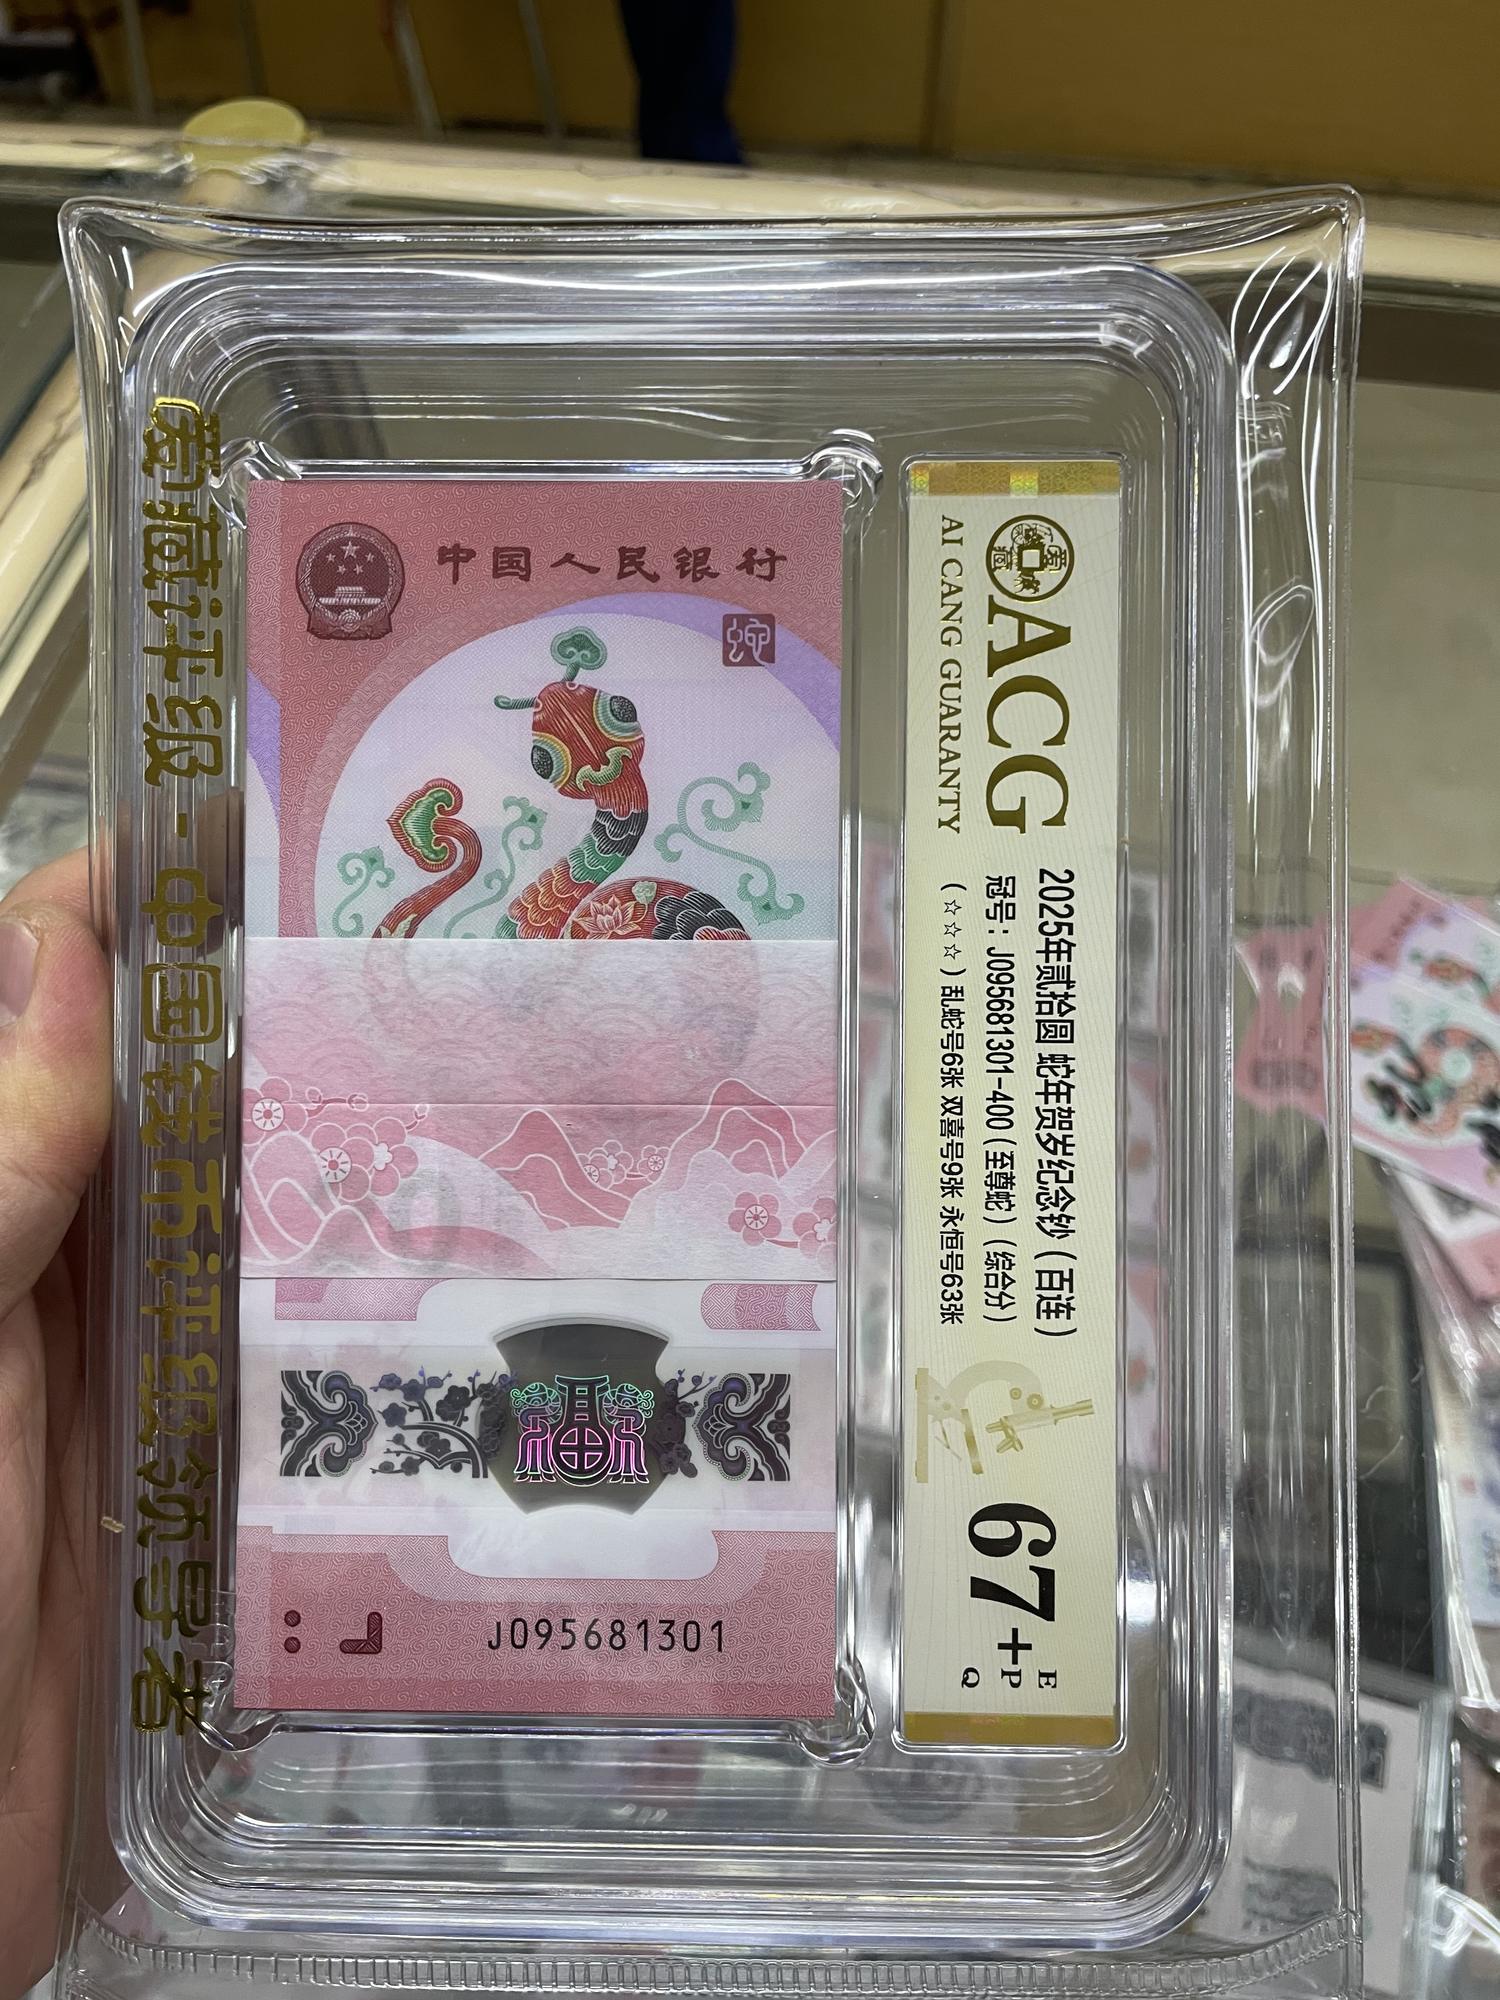 爱藏评级-中国钱币评级领导者
中国人民银行
蛇
J095681301
ACG
AI CANG GUARANTY
2025年贰拾圆 蛇年贺岁纪念钞（百连）
冠号：J095681301-400（至尊蛇）（综合分）
（☆☆☆）乱蛇号6张 双喜号9张 永恒号63张
67+
E
P
Q